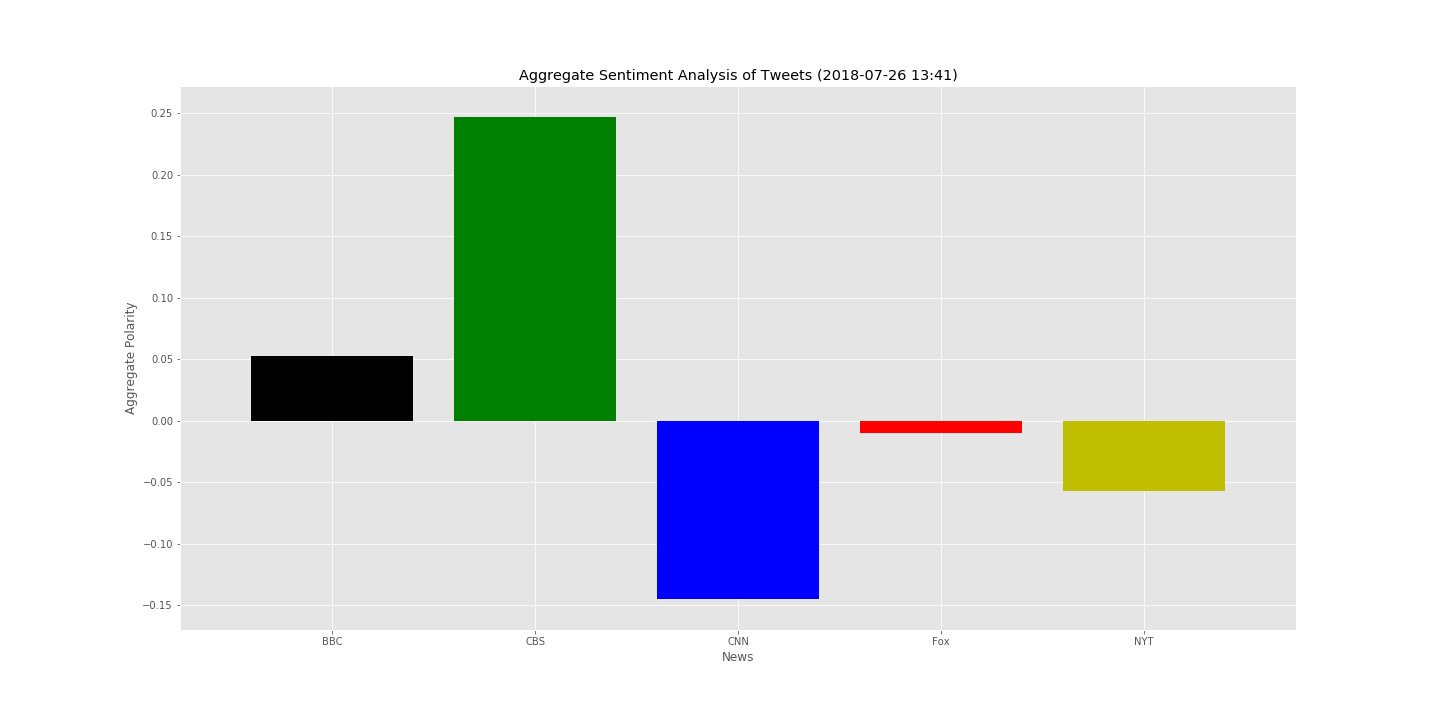 Aggregate Sentiment Analysis of Tweets (2018-07-26 13:41)
0.25
0.20
0.15
0.10
0.05
0.00
−0.05
−0.10
−0.15
Aggregate Polarity
BBC CBS CNN Fox NYT
News